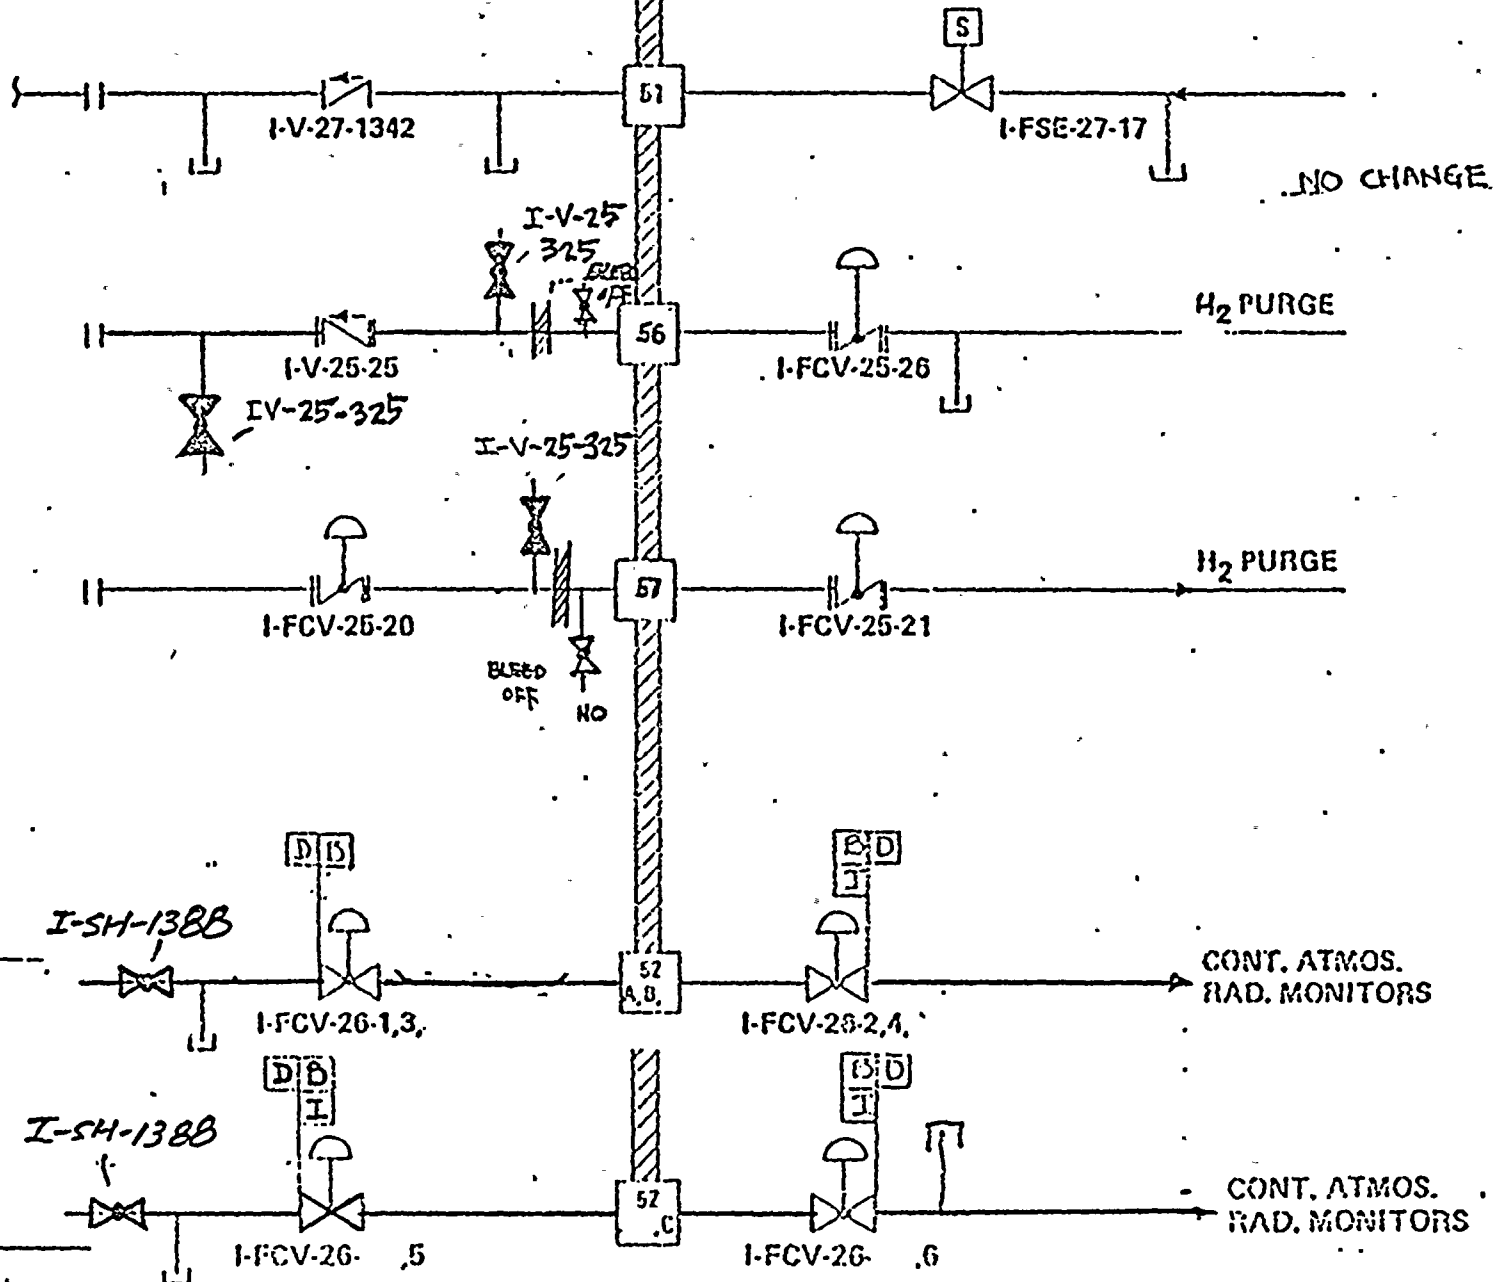 S
51
I-V-27-1342
I-FSE-27-17
NO CHANGE
I-V-25
325
56
H2 PURGE
I-V-25-25
I-FCV-25-26
IV-25-325
I-V-25-325
57
H2 PURGE
I-FCV-25-20
I-FCV-25-21
BLEED
OFF
NO
D B
B D
I-SH-138B
52
A,B,
CONT. ATMOS.
RAD. MONITORS
I-FCV-26-1,3,
I-FCV-26-2,4,
D B
I
B D
I-SH-138B
52
,C
CONT. ATMOS.
RAD. MONITORS
I-FCV-26- ,5
I-FCV-26- ,6